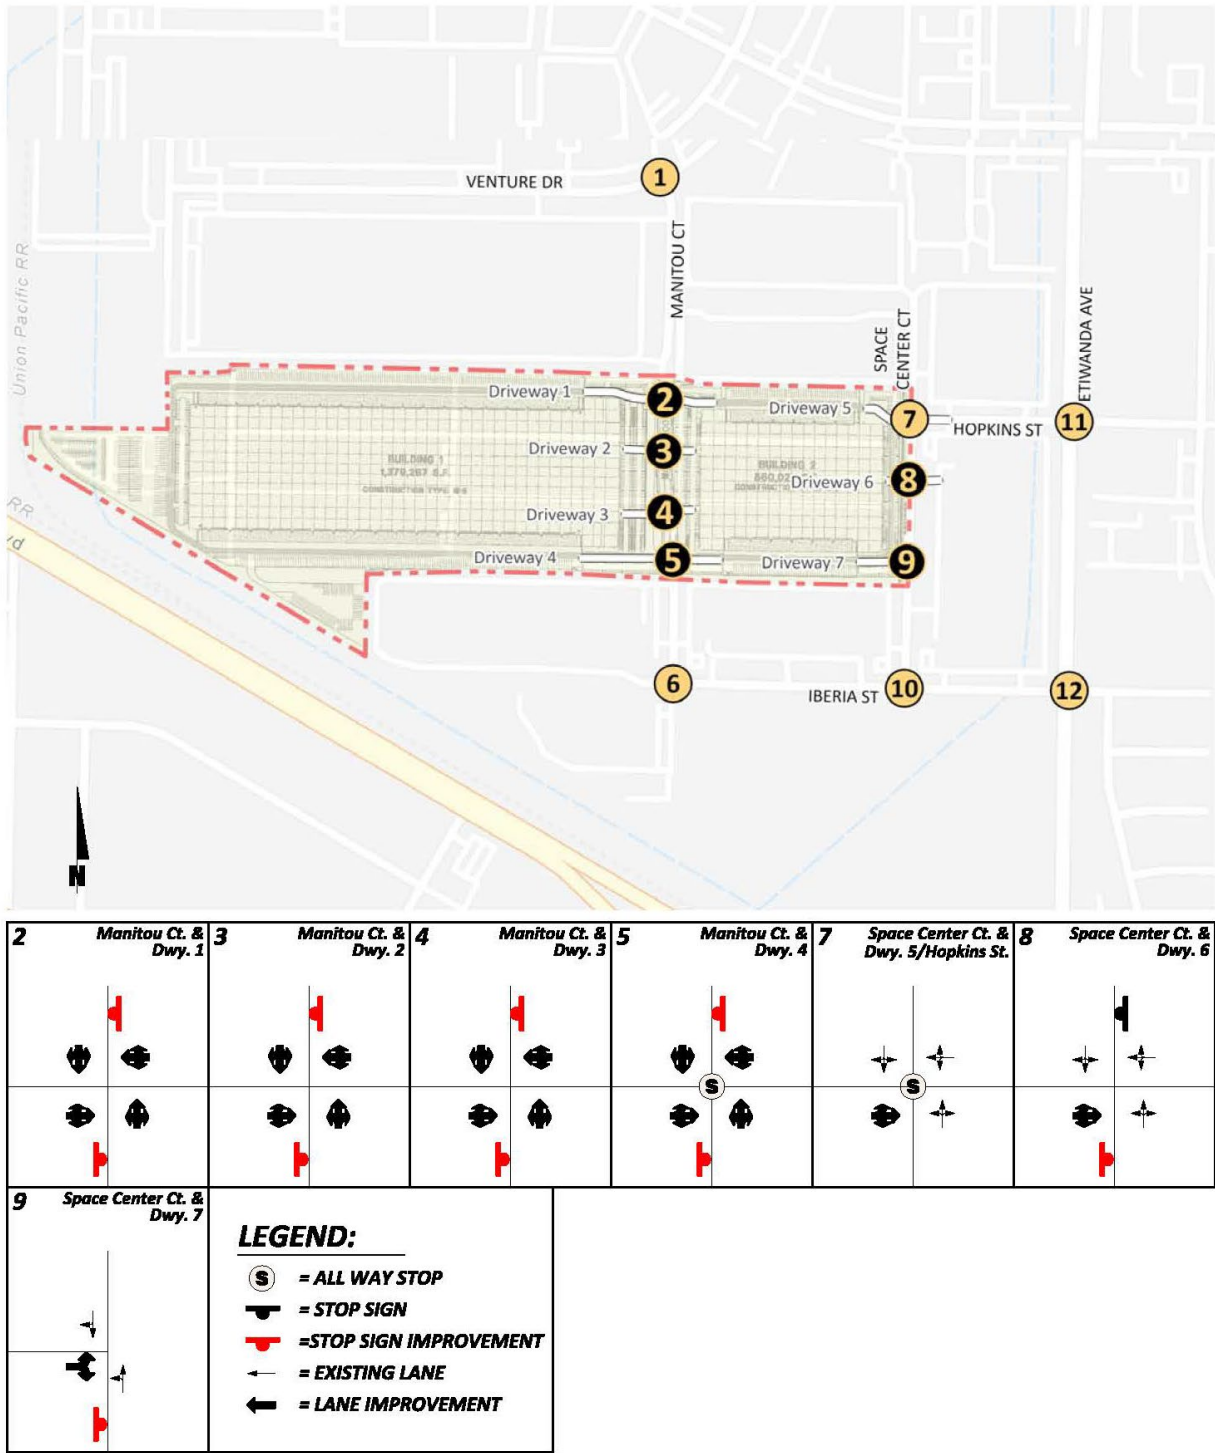 VENTURE DR
1
MANITOU CT
Union Pacific RR
ETIWANDA AVE
SPACE
CENTER CT
Driveway 1
2
Driveway 5
7
HOPKINS ST
11
Driveway 2
3
BUILDING 1
BUILDING 2
Driveway 6
8
Driveway 3
4
Driveway 4
5
Driveway 7
9
RR
vd
6
IBERIA ST
10
12
N
2 Manitou Ct. &
Dwy. 1
3 Manitou Ct. &
Dwy. 2
4 Manitou Ct. &
Dwy. 3
5 Manitou Ct. &
Dwy. 4
S
7 Space Center Ct. &
Dwy. 5/Hopkins St.
S
8 Space Center Ct. &
Dwy. 6
9 Space Center Ct. &
Dwy. 7
LEGEND:
S = ALL WAY STOP
= STOP SIGN
=STOP SIGN IMPROVEMENT
= EXISTING LANE
= LANE IMPROVEMENT